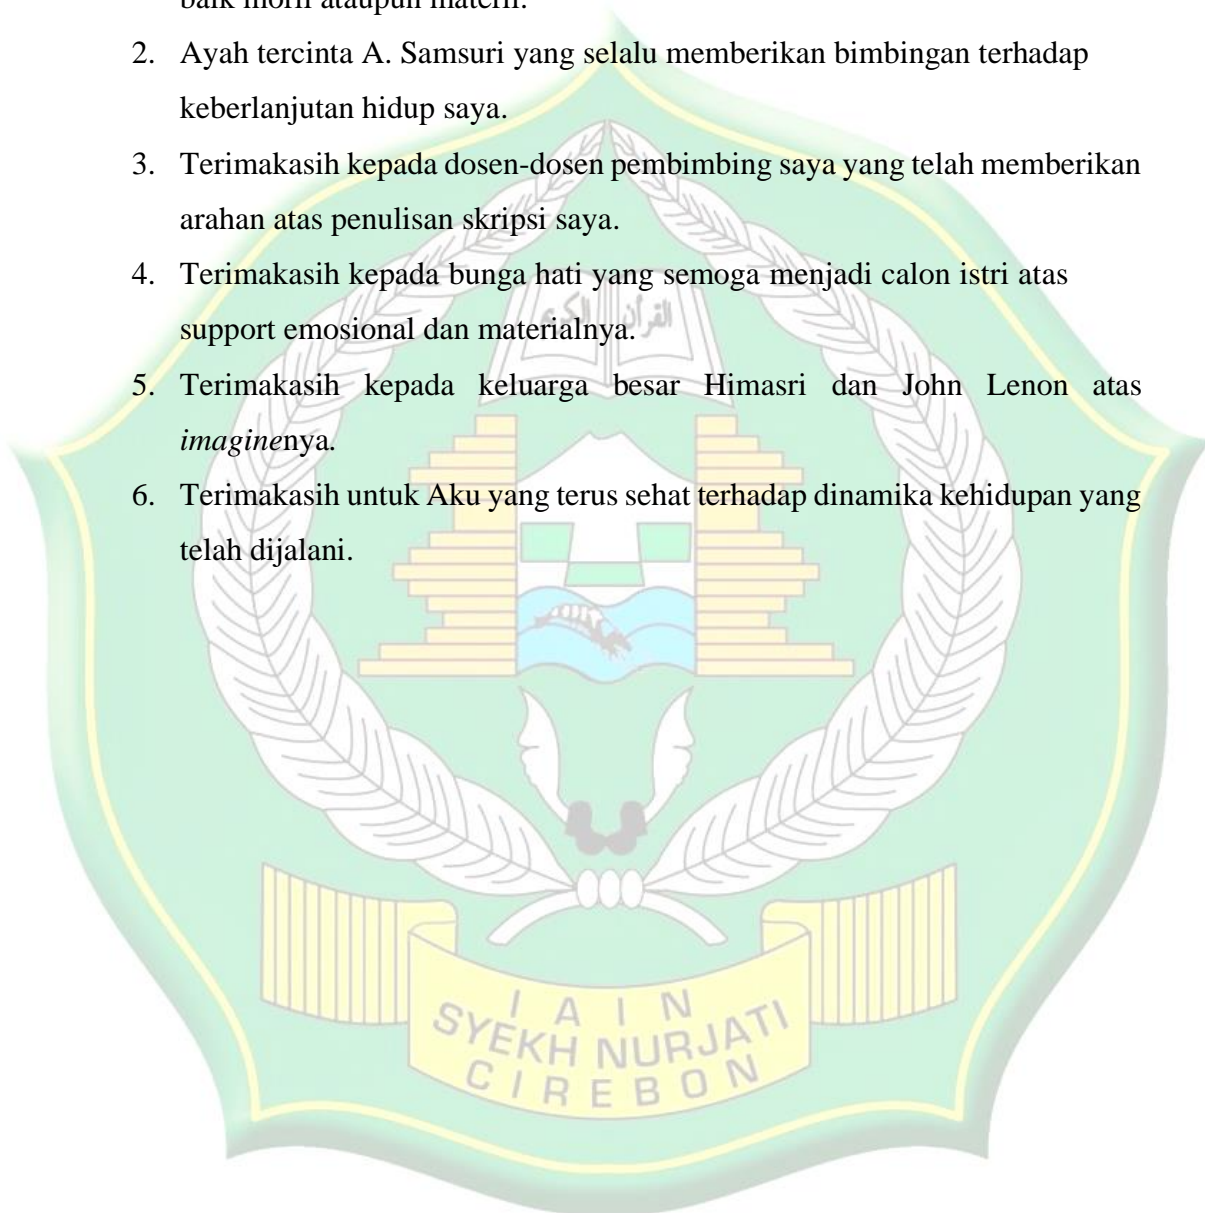 baik moril ataupun materil.
2. Ayah tercinta A. Samsuri yang selalu memberikan bimbingan terhadap
keberlanjutan hidup saya.
3. Terimakasih kepada dosen-dosen pembimbing saya yang telah memberikan
arahan atas penulisan skripsi saya.
4. Terimakasih kepada bunga hati yang semoga menjadi calon istri atas
support emosional dan materialnya.
5. Terimakasih kepada keluarga besar Himasri dan John Lenon atas
imaginenya.
6. Terimakasih untuk Aku yang terus sehat terhadap dinamika kehidupan yang
telah dijalani.
القرآن الكريم
IAIN
SYEKH NURJATI
CIREBON